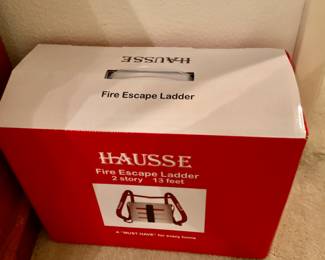 HAUSSE
Fire Escape Ladder
HAUSSE
Fire Escape Ladder
2 story 13 feet
A "MUST HAVE" for every home